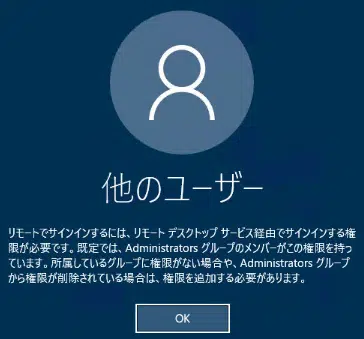 他のユーザー
リモートでサインインするには、リモート デスクトップ サービス経由でサインインする権
限が必要です。既定では、Administrators グループのメンバーがこの権限を持っ
ています。所属しているグループに権限がない場合や、Administrators グループ
から権限が削除されている場合は、権限を追加する必要があります。
OK